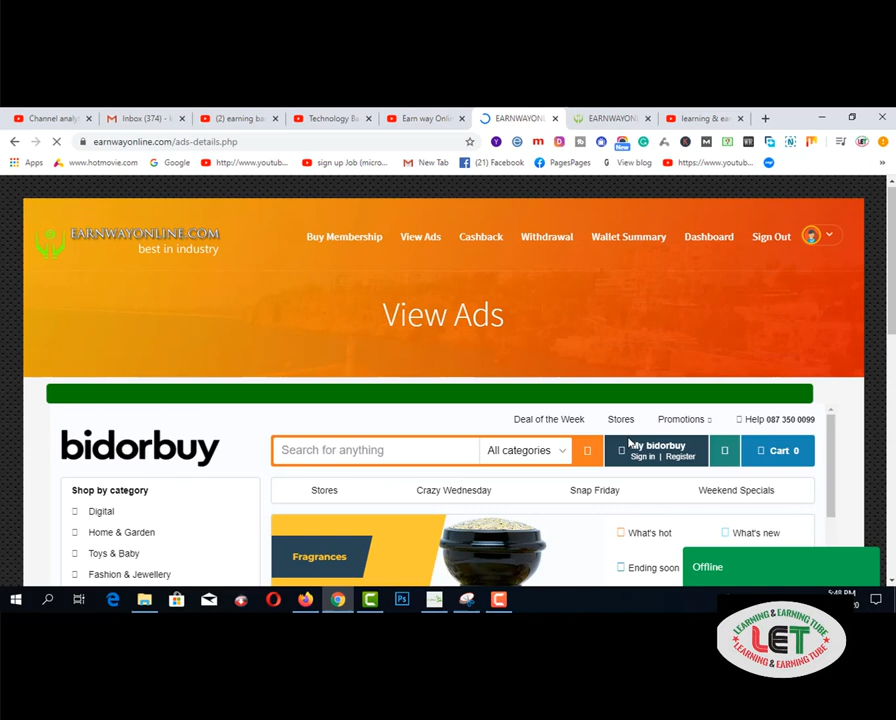 Channel analy
Inbox (374) - k
(2) earning ba
Technology Ba
Earn way Onli
EARNWAYONL
EARNWAYONL
learning & ea
earnwayonline.com/ads-details.php
Apps
www.hotmovie.com
Google
http://www.youtub...
sign up Job (micro...
New Tab
(21) Facebook
PagesPages
View blog
https://www.youtub...
New
EARNWAYONLINE.COM
best in industry
Buy Membership
View Ads
Cashback
Withdrawal
Wallet Summary
Dashboard
Sign Out
View Ads
Deal of the Week
Stores
Promotions
Help 087 350 0099
bidorbuy
Search for anything
All categories
My bidorbuy
Sign in | Register
Cart 0
Shop by category
Stores
Crazy Wednesday
Snap Friday
Weekend Specials
Digital
Home & Garden
Toys & Baby
Fashion & Jewellery
Fragrances
What's hot
What's new
Ending soon
Offline
LEARNING & EARNING TUBE
LET
LEARNING & EARNING TUBE